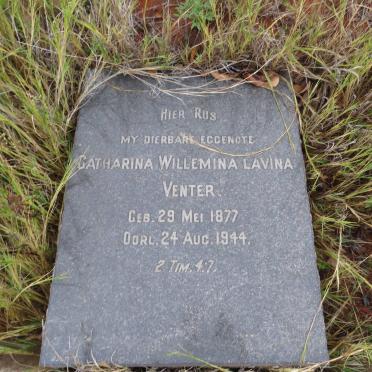 HIER RUS
MY DIERBARE EGGENOTE
CATHARINA WILLEMINA LAVINA
VENTER.
GEB. 29 MEI 1877
OORL. 24 AUG. 1944.
2 TIM. 4.7.